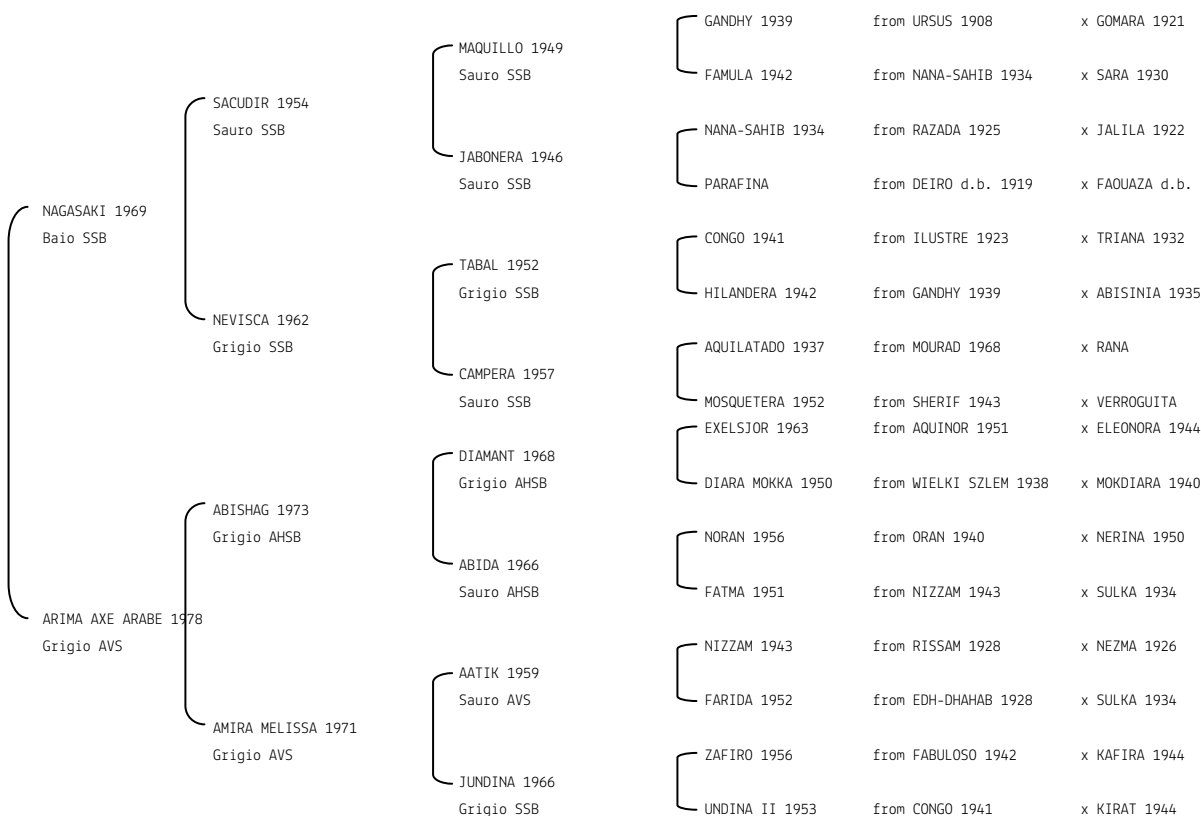 GANDHY 1939 from URSUS 1908 x GOMARA 1921
MAQUILLO 1949
Sauro SSB FAMULA 1942 from NANA-SAHIB 1934 x SARA 1930
SACUDIR 1954
Sauro SSB NANA-SAHIB 1934 from RAZADA 1925 x JALILA 1922
JABONERA 1946
Sauro SSB PARAFINA from DEIRO d.b. 1919 x FAOUAZA d.b.
NAGASAKI 1969
Baio SSB CONGO 1941 from ILUSTRE 1923 x TRIANA 1932
TABAL 1952
Grigio SSB HILANDERA 1942 from GANDHY 1939 x ABISINIA 1935
NEVISCA 1962
Grigio SSB AQUILATADO 1937 from MOURAD 1968 x RANA
CAMPERA 1957
Sauro SSB MOSQUETERA 1952 from SHERIF 1943 x VERROGUITA
EXELSJOR 1963 from AQUINOR 1951 x ELEONORA 1944
DIAMANT 1968
Grigio AHSB DIARA MOKKA 1950 from WIELKI SZLEM 1938 x MOKDIARA 1940
ABISHAG 1973
Grigio AHSB NORAN 1956 from ORAN 1940 x NERINA 1950
ABIDA 1966
Sauro AHSB FATMA 1951 from NIZZAM 1943 x SULKA 1934
ARIMA AXE ARABE 1978
Grigio AVS NIZZAM 1943 from RISSAM 1928 x NEZMA 1926
AATIK 1959
Sauro AVS FARIDA 1952 from EDH-DHAHAB 1928 x SULKA 1934
AMIRA MELISSA 1971
Grigio AVS ZAFIRO 1956 from FABULOSO 1942 x KAFIRA 1944
JUNDINA 1966
Grigio SSB UNDINA II 1953 from CONGO 1941 x KIRAT 1944